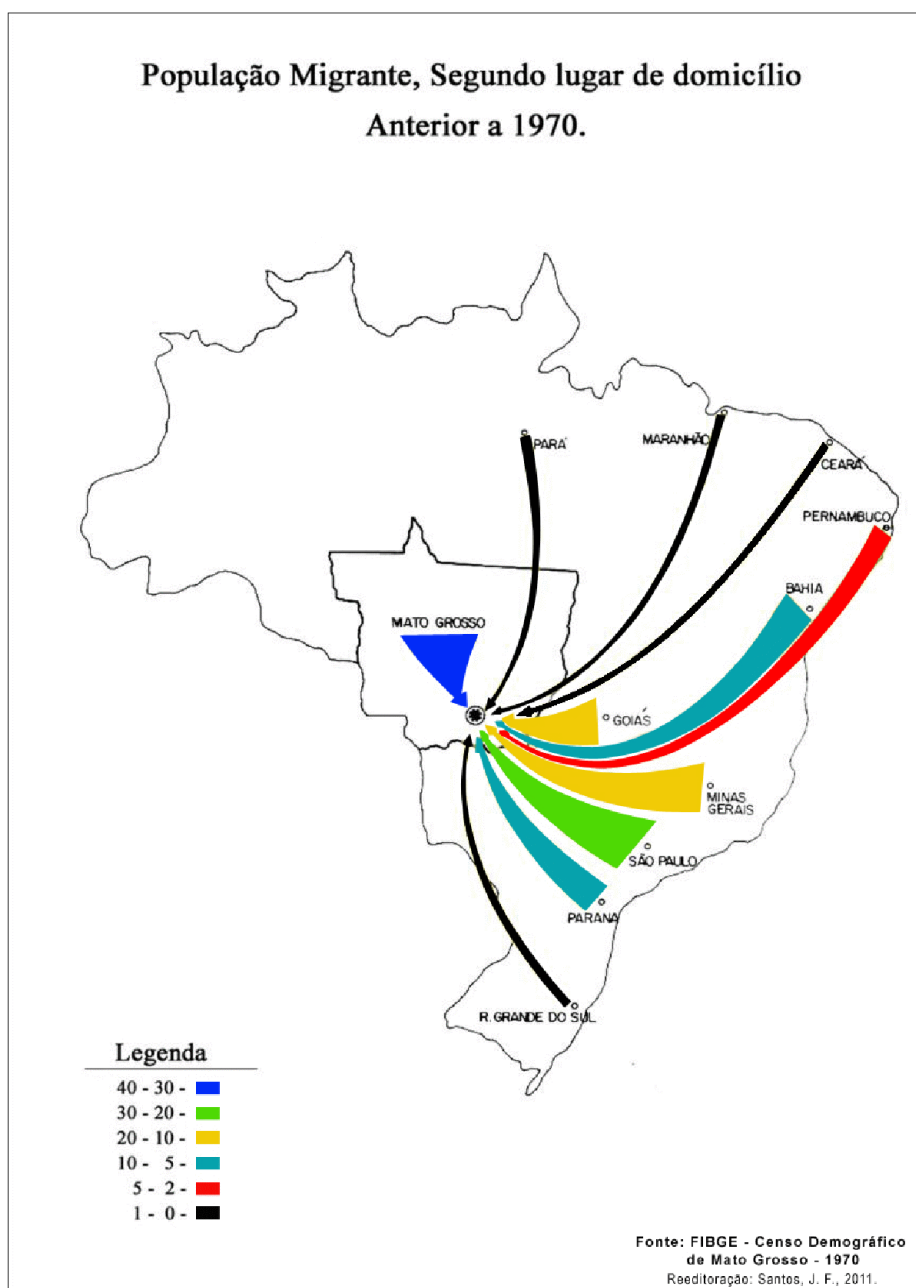 População Migrante, Segundo lugar de domicílio
Anterior a 1970.
PARÁ
MARANHÃO
CEARÁ
PERNAMBUCO
BAHIA
MATO GROSSO
GOIÁS
MINAS
GERAIS
SÃO PAULO
PARANÁ
R. GRANDE DO SUL
Legenda
40 - 30 -
30 - 20 -
20 - 10 -
10 - 5 -
5 - 2 -
1 - 0 -
Fonte: FIBGE - Censo Demográfico
de Mato Grosso - 1970
Reeditoração: Santos, J. F., 2011.